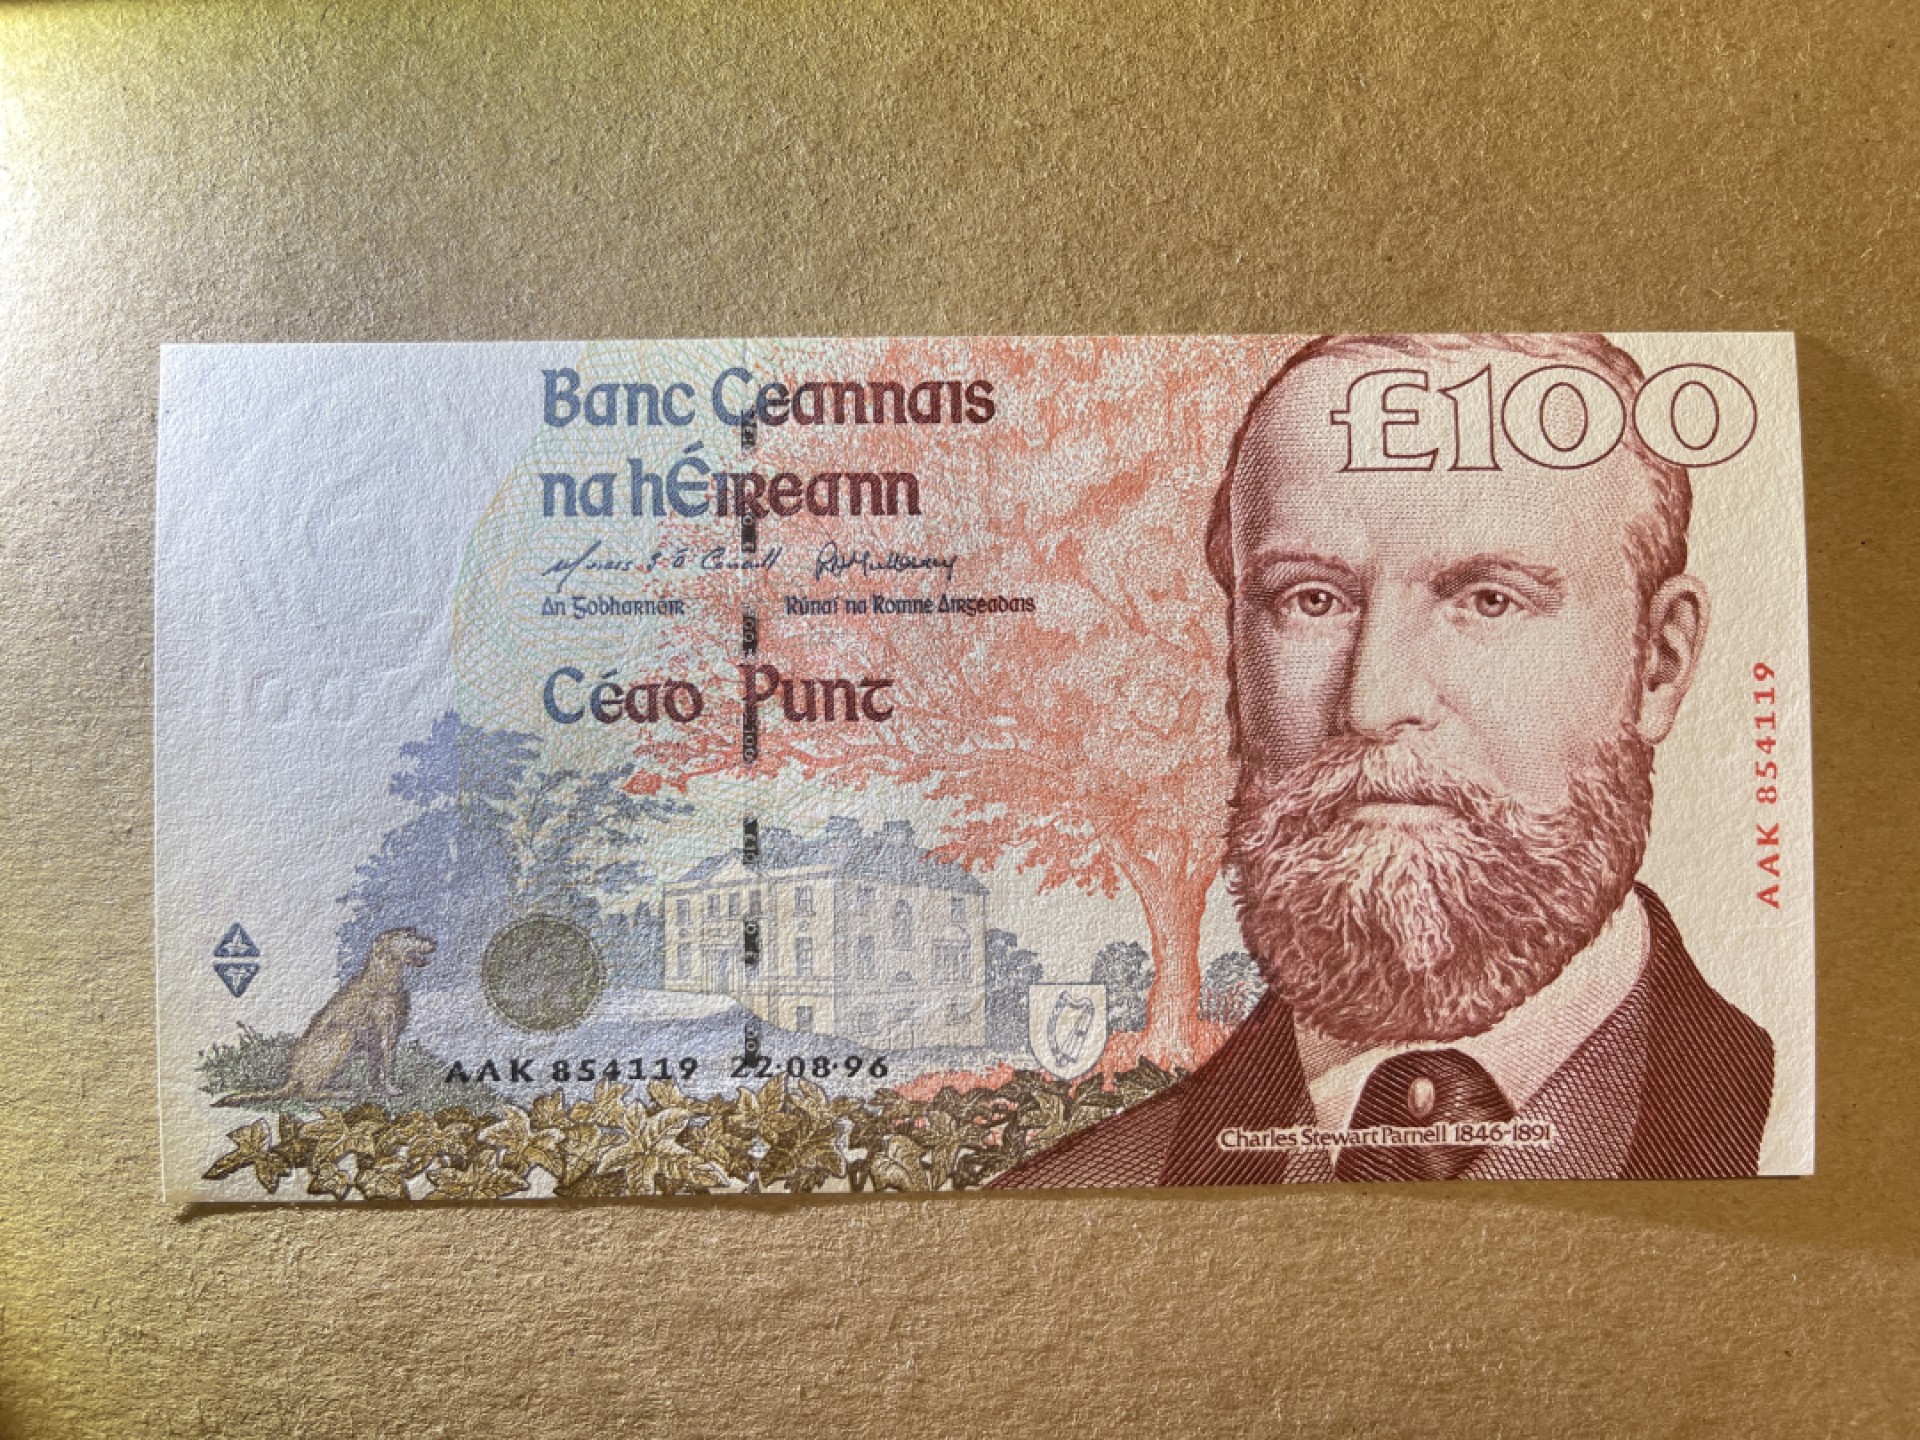 Banc Ceannais
£100
na hÉireann
An Gobharnóir
Rúnaí na Roinne Airgeadais
Céad Punt
AAK 854119
AAK 854119 22·08·96
Charles Stewart Parnell 1846-1891